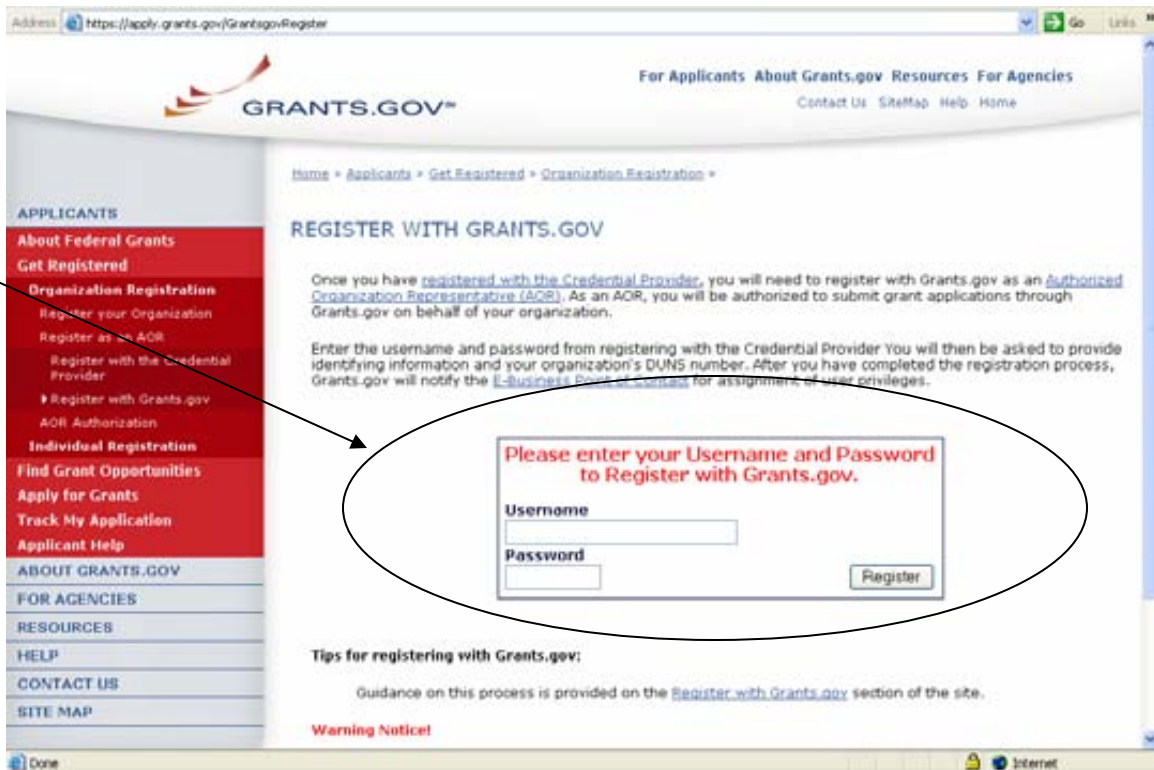 Address https://apply.grants.gov/GrantsgovRegister Go Links
GRANTS.GOV℠
For Applicants About Grants.gov Resources For Agencies
Contact Us SiteMap Help Home
Home > Applicants > Get Registered > Organization Registration >
APPLICANTS
About Federal Grants
Get Registered
Organization Registration
Register your Organization
Register as an AOR
Register with the Credential
Provider
Register with Grants.gov
AOR Authorization
Individual Registration
Find Grant Opportunities
Apply for Grants
Track My Application
Applicant Help
ABOUT GRANTS.GOV
FOR AGENCIES
RESOURCES
HELP
CONTACT US
SITE MAP
REGISTER WITH GRANTS.GOV
Once you have registered with the Credential Provider, you will need to register with Grants.gov as an Authorized
Organization Representative (AOR). As an AOR, you will be authorized to submit grant applications through
Grants.gov on behalf of your organization.
Enter the username and password from registering with the Credential Provider You will then be asked to provide
identifying information and your organization's DUNS number. After you have completed the registration process,
Grants.gov will notify the E-Business Point of Contact for assignment of user privileges.
Please enter your Username and Password
to Register with Grants.gov.
Username
Password
Register
Tips for registering with Grants.gov:
Guidance on this process is provided on the Register with Grants.gov section of the site.
Warning Notice!
Done Internet